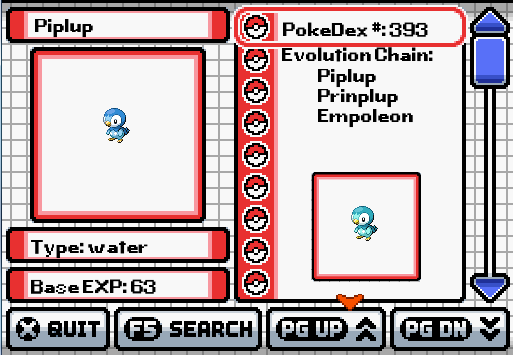 Piplup
PokeDex #: 393
Evolution Chain:
Piplup
Prinplup
Empoleon
Type: water
Base EXP: 63
X QUIT
F5 SEARCH
PG UP
PG DN